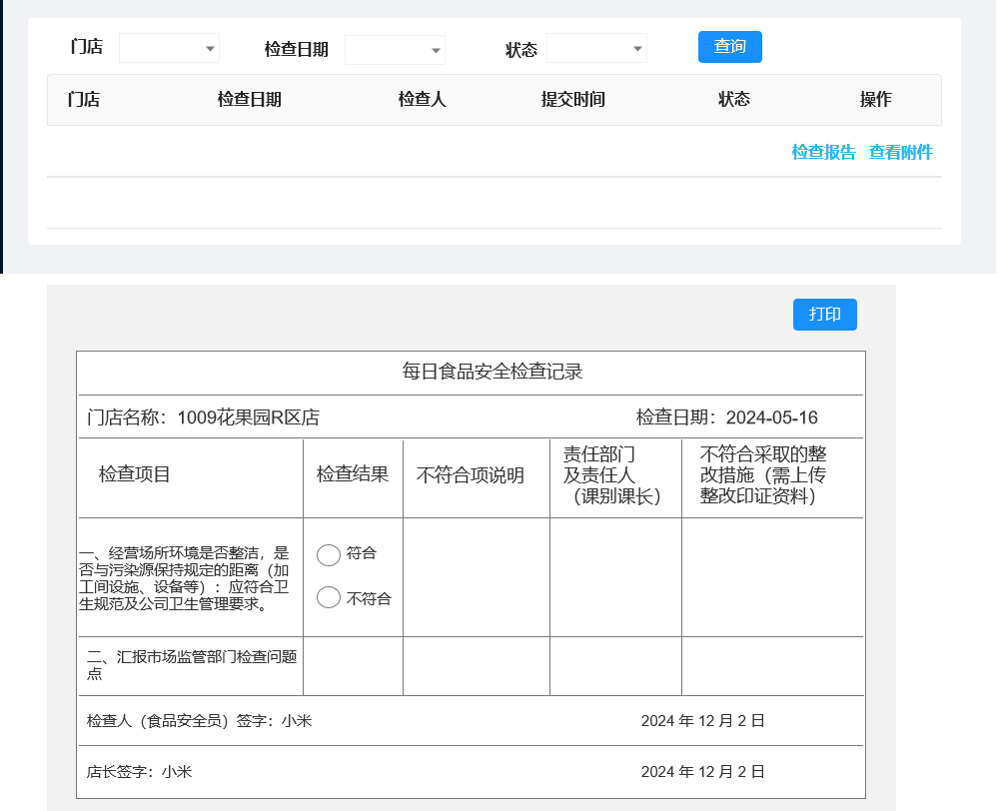 门店 检查日期 状态 查询
门店 检查日期 检查人 提交时间 状态 操作
检查报告 查看附件
打印
每日食品安全检查记录
门店名称：1009花果园R区店 检查日期：2024-05-16
检查项目
检查结果
不符合项说明
责任部门
及责任人
（课别课长）
不符合采取的整
改措施（需上传
整改印证资料）
一、经营场所环境是否整洁，是
否与污染源保持规定的距离（加
工间设施、设备等）：应符合卫
生规范及公司卫生管理要求。
符合
不符合
二、汇报市场监管部门检查问题
点
检查人（食品安全员）签字：小米 2024 年 12 月 2 日
店长签字：小米 2024 年 12 月 2 日